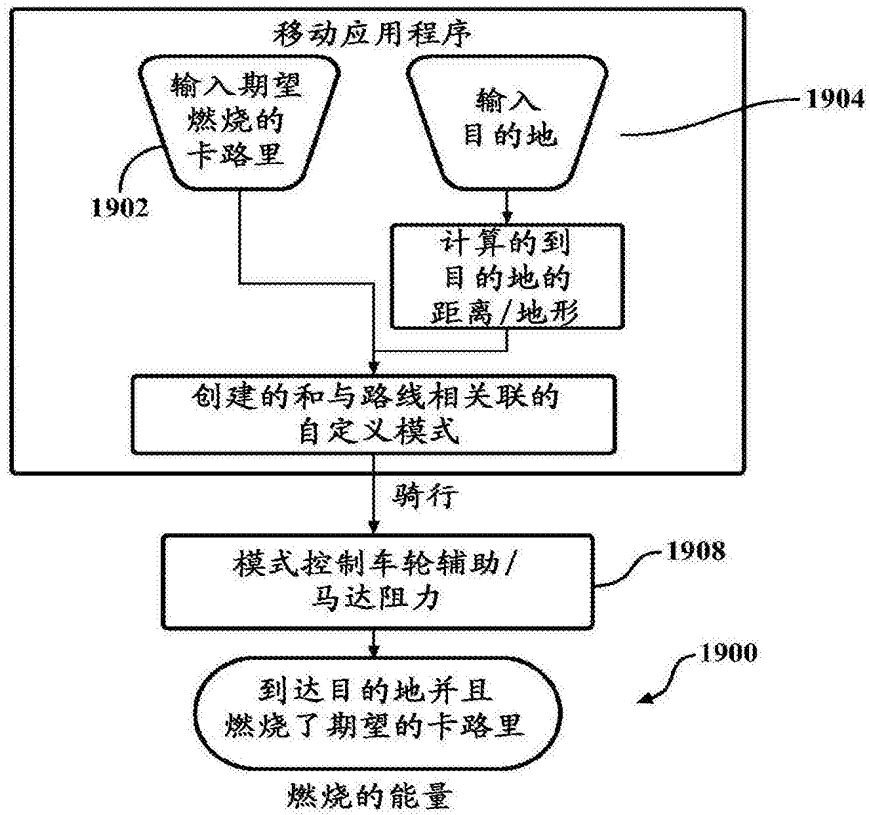 移动应用程序
输入期望
燃烧的
卡路里
输入
目的地
1904
1902
计算的到
目的地的
距离/地形
创建的和与路线相关联的
自定义模式
骑行
模式控制车轮辅助/
马达阻力
1908
1900
到达目的地并且
燃烧了期望的卡路里
燃烧的能量